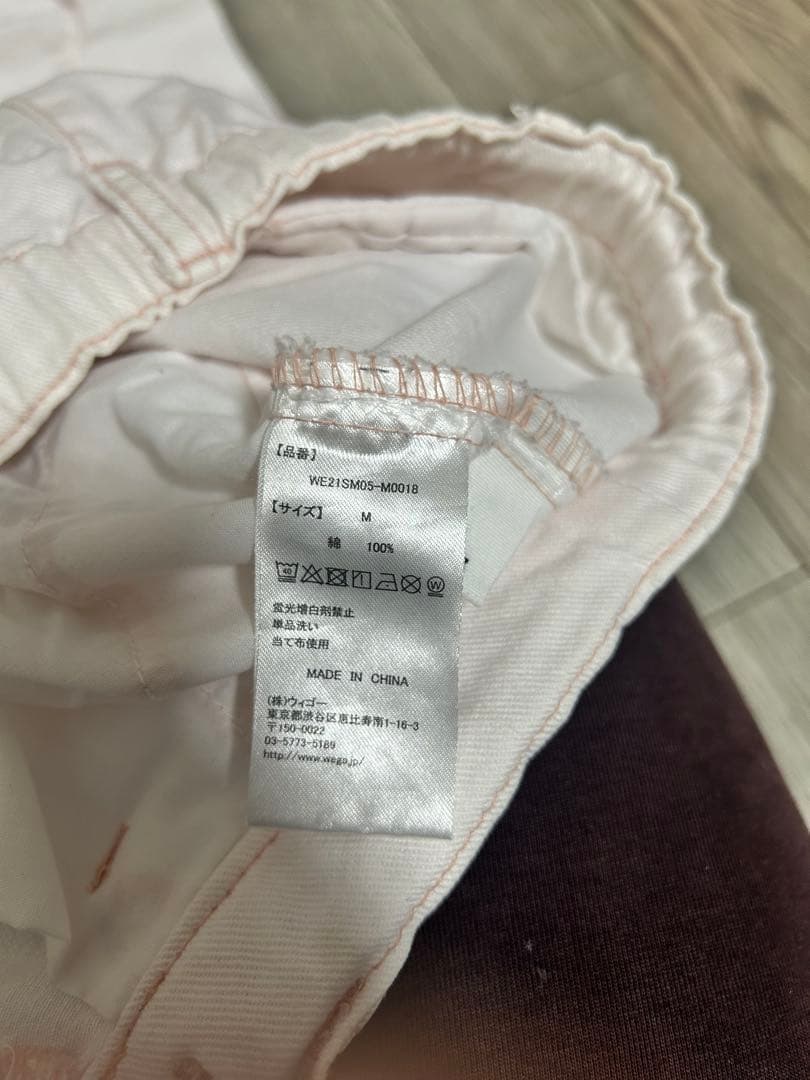 【品番】
WE21SM05-M0018
【サイズ】 M
綿 100%
40 W
蛍光増白剤禁止
単品洗い
当て布使用
MADE IN CHINA
(株)ウィゴー
東京都渋谷区恵比寿南1-16-3
〒150-0022
03-5773-5189
http://www.wego.jp/